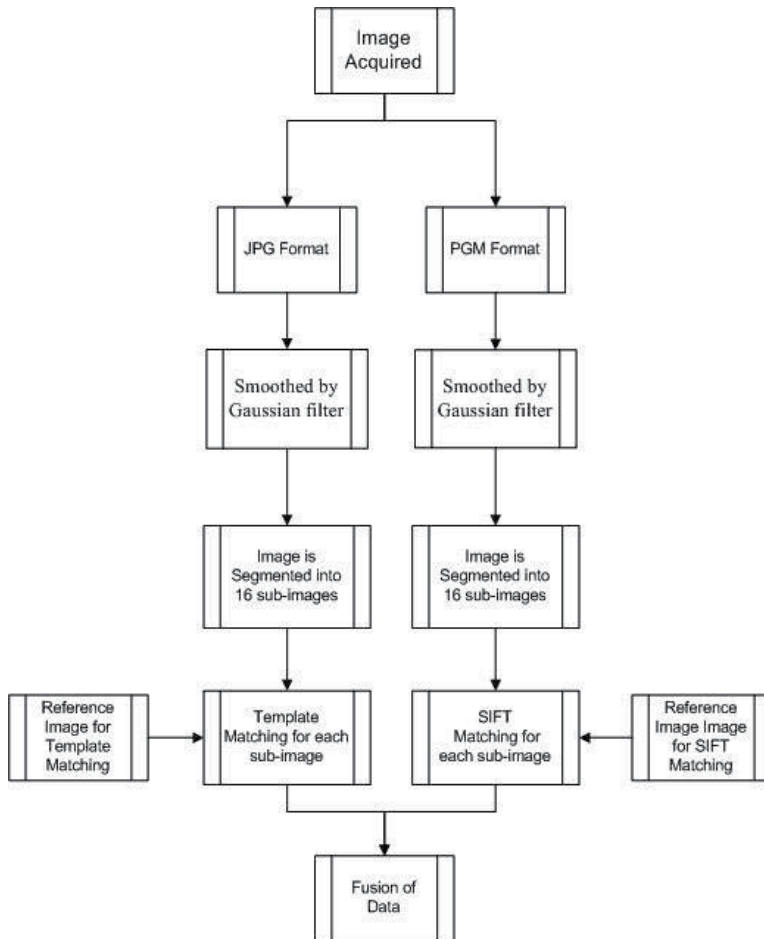 Image
Acquired
JPG Format
PGM Format
Smoothed by
Gaussian filter
Smoothed by
Gaussian filter
Image is
Segmented into
16 sub-images
Image is
Segmented into
16 sub-images
Reference
Image for
Template
Matching
Template
Matching for each
sub-image
SIFT
Matching for
each sub-image
Reference
Image Image
for SIFT
Matching
Fusion of
Data